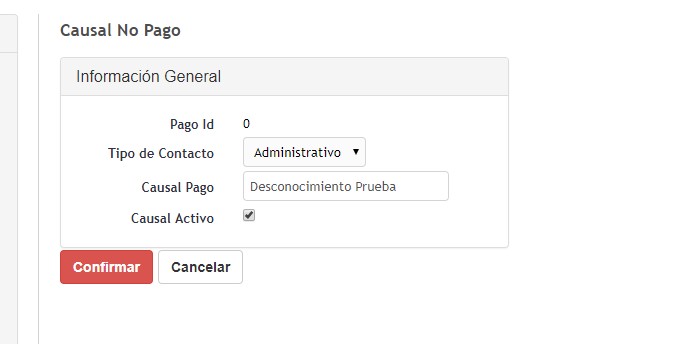 Causal No Pago
Información General
Pago Id 0
Tipo de Contacto Administrativo
Causal Pago Desconocimiento Prueba
Causal Activo
Confirmar Cancelar